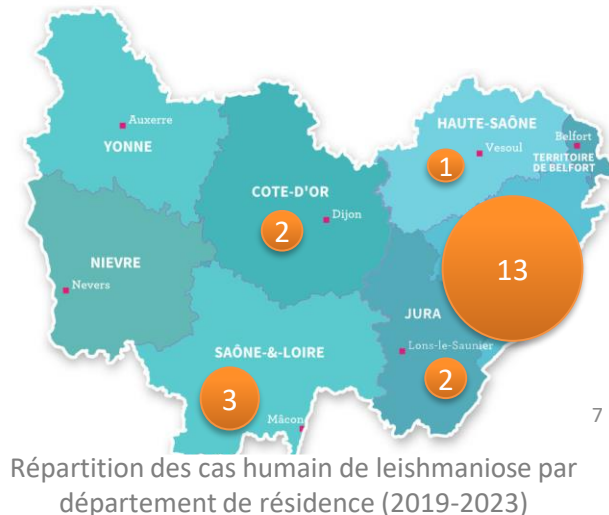 Auxerre
YONNE
HAUTE-SAÔNE
Belfort
Vesoul
TERRITOIRE
DE BELFORT
1
COTE-D'OR
Dijon
2
13
NIEVRE
Nevers
JURA
Lons-le-Saunier
SAÔNE-&-LOIRE
2
3
Mâcon
7
Répartition des cas humain de leishmaniose par
département de résidence (2019-2023)